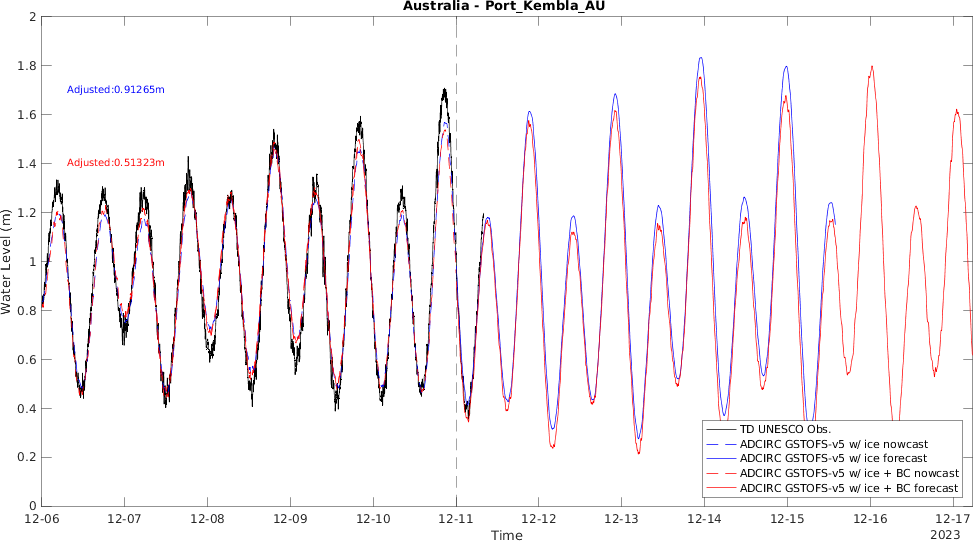 Australia - Port_Kembla_AU
2
1.8
1.6
1.4
1.2
1
0.8
0.6
0.4
0.2
0
Water Level (m)
Adjusted:0.91265m
Adjusted:0.51323m
TD UNESCO Obs.
ADCIRC GSTOFS-v5 w/ ice nowcast
ADCIRC GSTOFS-v5 w/ ice forecast
ADCIRC GSTOFS-v5 w/ ice + BC nowcast
ADCIRC GSTOFS-v5 w/ ice + BC forecast
12-06 12-07 12-08 12-09 12-10 12-11 12-12 12-13 12-14 12-15 12-16 12-17
Time
2023